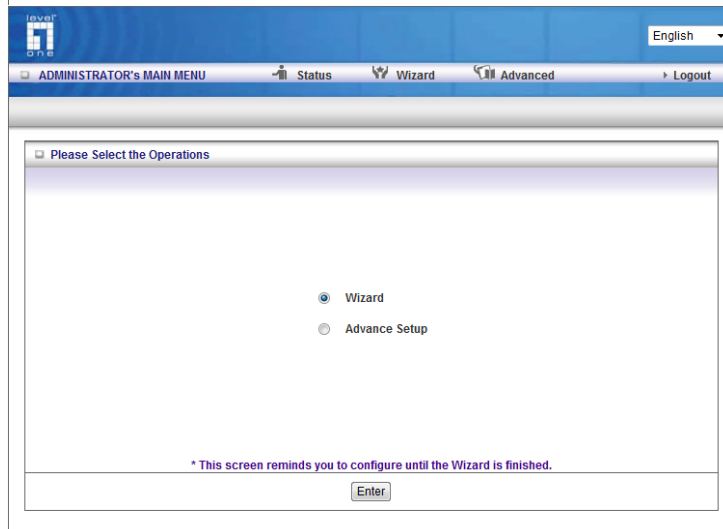 level
one
English
ADMINISTRATOR's MAIN MENU Status Wizard Advanced Logout
Please Select the Operations
Wizard
Advance Setup
* This screen reminds you to configure until the Wizard is finished.
Enter